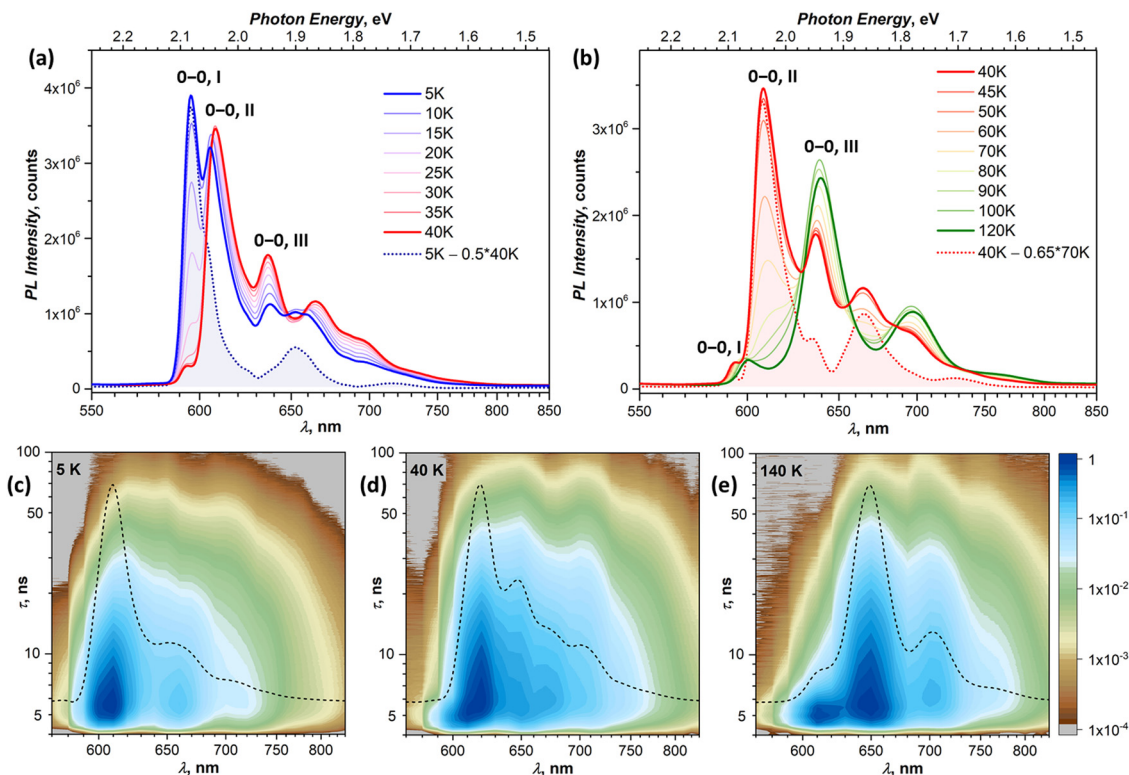 Photon Energy, eV
2.2 2.1 2.0 1.9 1.8 1.7 1.6 1.5
(a)
0–0, I
0–0, II
0–0, III
5K
10K
15K
20K
25K
30K
35K
40K
5K – 0.5*40K
PL Intensity, counts
4x10⁶
3x10⁶
2x10⁶
1x10⁶
0
550 600 650 700 750 800 850
λ, nm
Photon Energy, eV
2.2 2.1 2.0 1.9 1.8 1.7 1.6 1.5
(b)
0–0, II
0–0, III
0–0, I
40K
45K
50K
60K
70K
80K
90K
100K
120K
40K – 0.65*70K
PL Intensity, counts
3x10⁶
2x10⁶
1x10⁶
0
550 600 650 700 750 800 850
λ, nm
(c)
5 K
τ, ns
100
50
10
5
600 650 700 750 800
λ, nm
(d)
40 K
τ, ns
100
50
10
5
600 650 700 750 800
λ, nm
(e)
140 K
τ, ns
100
50
10
5
600 650 700 750 800
λ, nm
1
1x10⁻¹
1x10⁻²
1x10⁻³
1x10⁻⁴